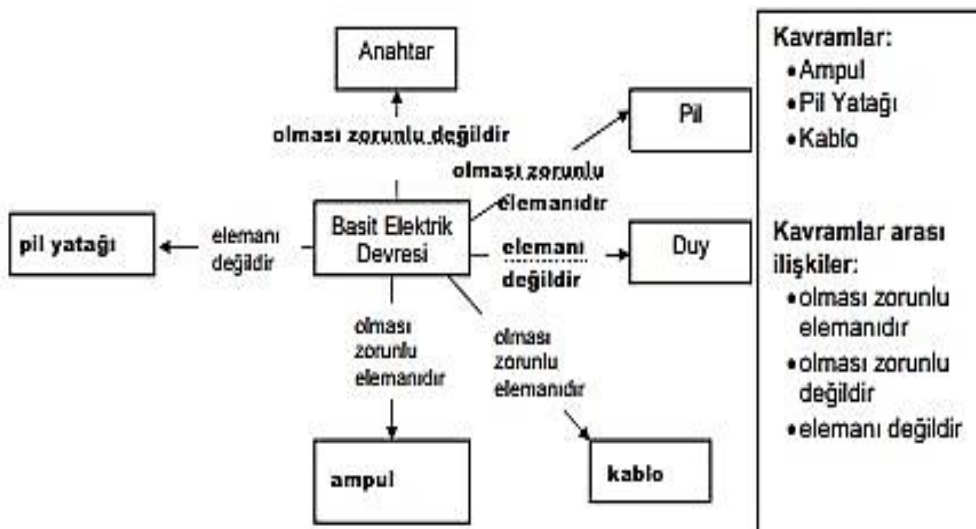 Anahtar
olması zorunlu değildir
Pil
olması zorunlu
elemanıdır
pil yatağı
elemanı
değildir
Basit Elektrik
Devresi
elemanı
değildir
Duy
olması
zorunlu
elemanıdır
olması
zorunlu
elemanıdır
ampul
kablo
Kavramlar:
•Ampul
•Pil Yatağı
•Kablo
Kavramlar arası
ilişkiler:
•olması zorunlu
elemanıdır
•olması zorunlu
değildir
•elemanı değildir